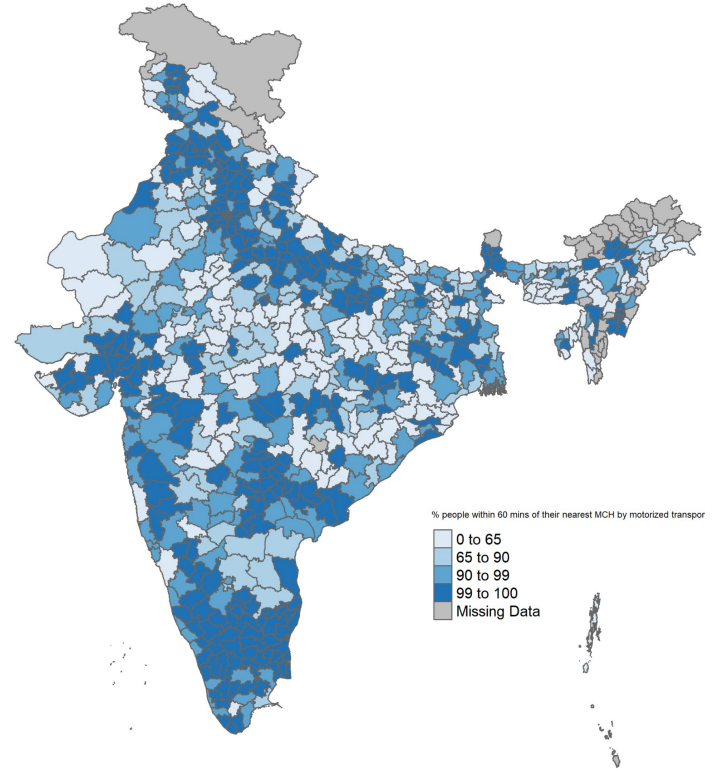 % people within 60 mins of their nearest MCH by motorized transpor
0 to 65
65 to 90
90 to 99
99 to 100
Missing Data